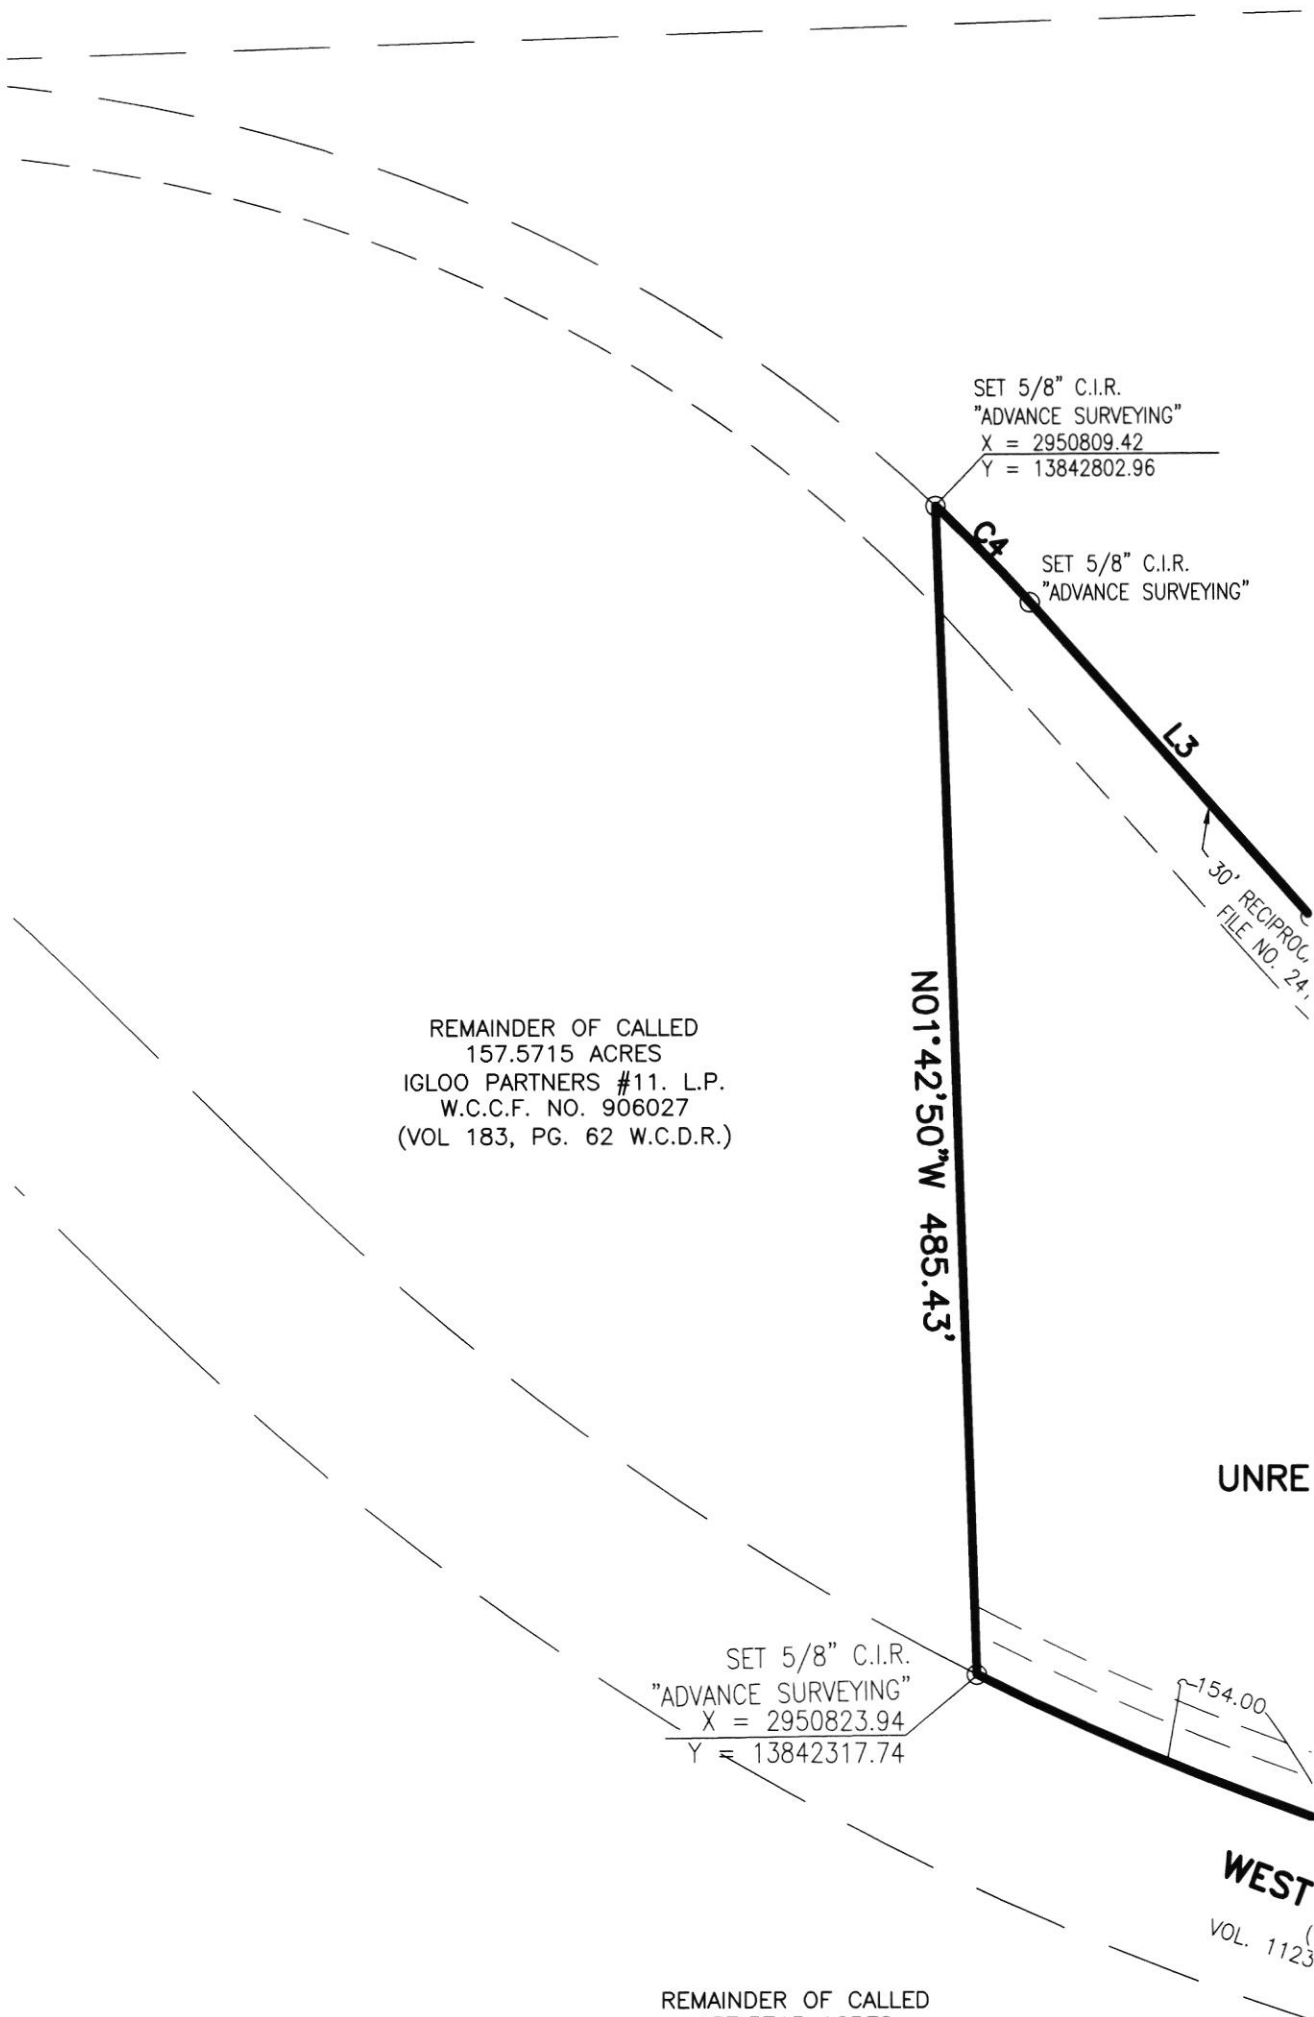 SET 5/8" C.I.R.
"ADVANCE SURVEYING"
X = 2950809.42
Y = 13842802.96
C4
SET 5/8" C.I.R.
"ADVANCE SURVEYING"
L3
30' RECIPROC
FILE NO. 24
N01°42'50"W 485.43'
REMAINDER OF CALLED
157.5715 ACRES
IGLOO PARTNERS #11. L.P.
W.C.C.F. NO. 906027
(VOL 183, PG. 62 W.C.D.R.)
UNRE
SET 5/8" C.I.R.
"ADVANCE SURVEYING"
X = 2950823.94
Y = 13842317.74
154.00
WEST
(
VOL. 1123
REMAINDER OF CALLED